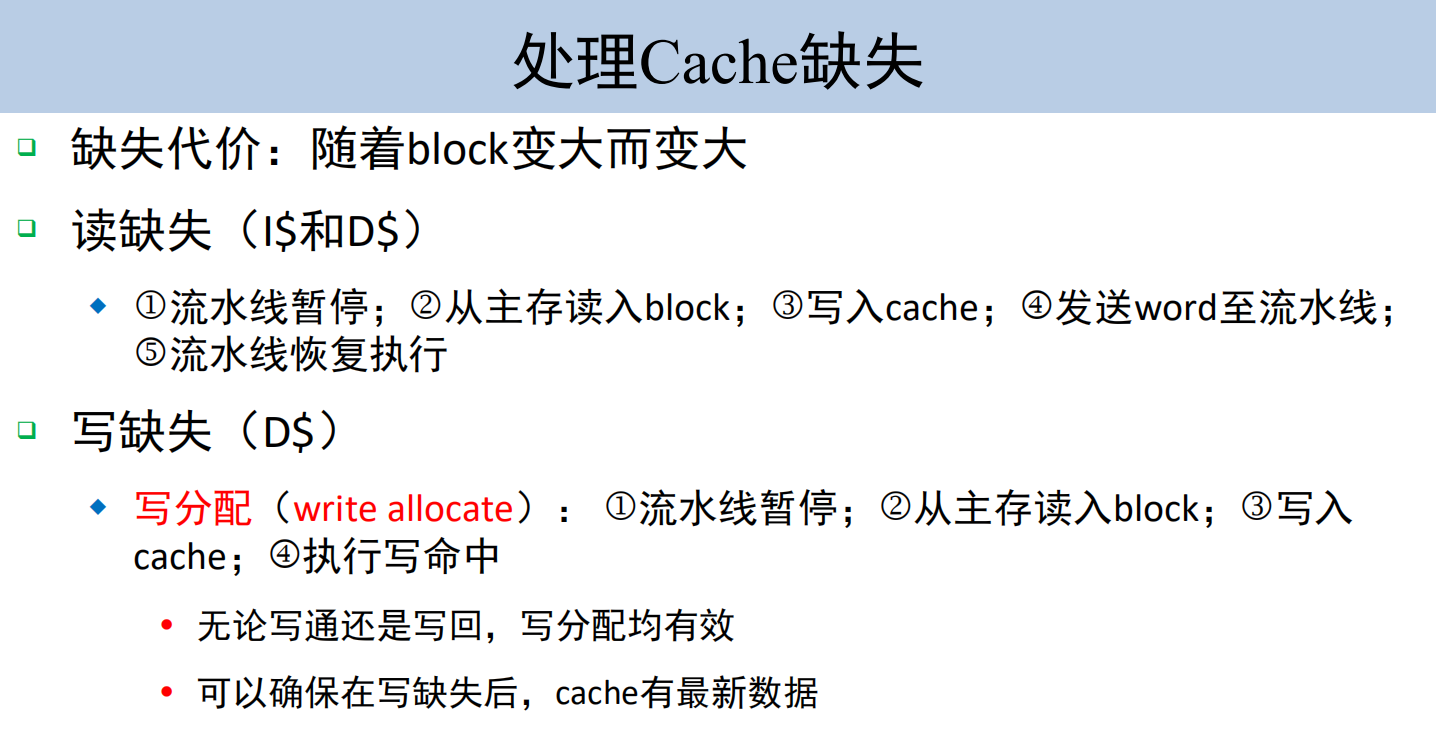 处理Cache缺失
缺失代价：随着block变大而变大
读缺失（I$和D$）
①流水线暂停；②从主存读入block；③写入cache；④发送word至流水线；
⑤流水线恢复执行
写缺失（D$）
写分配（write allocate）： ①流水线暂停；②从主存读入block；③写入
cache；④执行写命中
无论写通还是写回，写分配均有效
可以确保在写缺失后，cache有最新数据